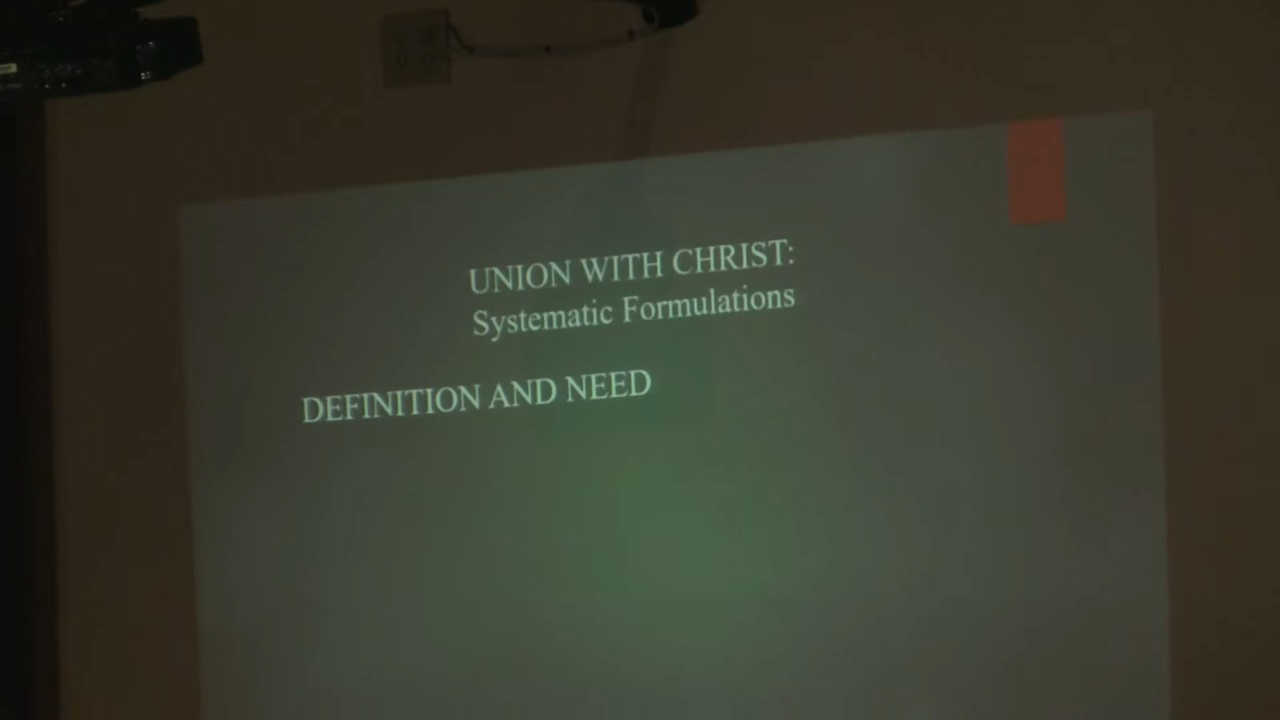 UNION WITH CHRIST:
Systematic Formulations
DEFINITION AND NEED